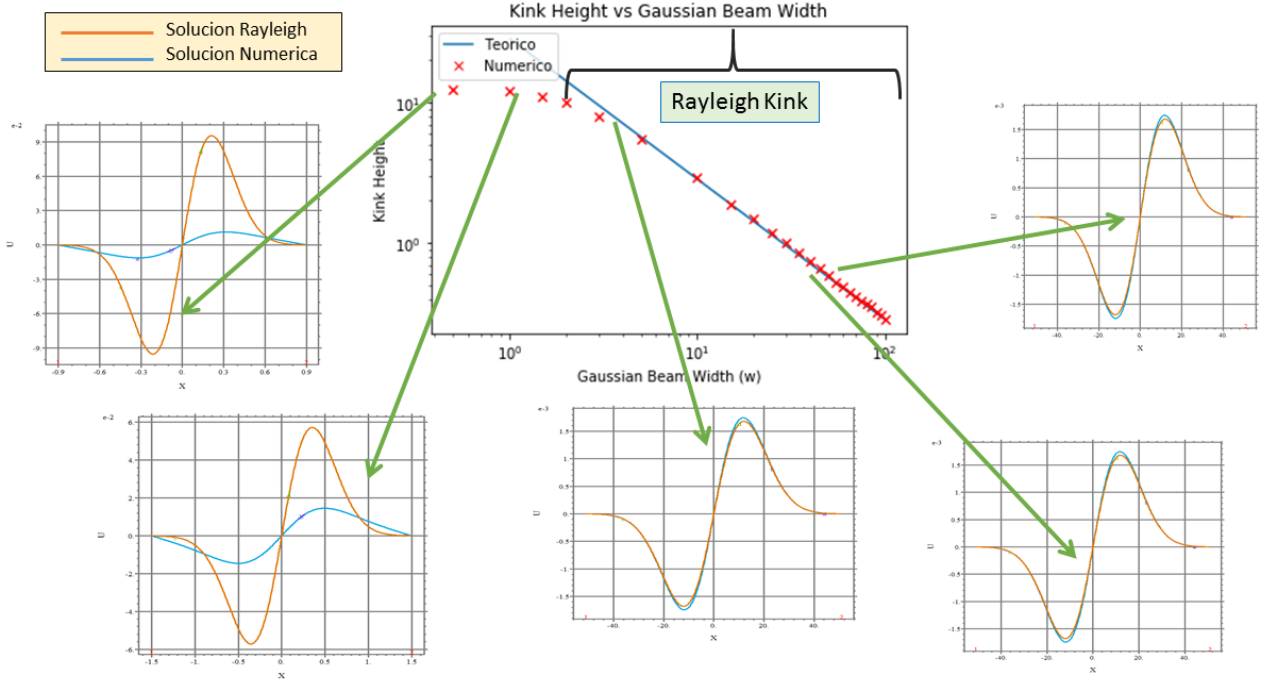 Solucion Rayleigh
Solucion Numerica
Kink Height vs Gaussian Beam Width
Teorico
Numerico
Rayleigh Kink
Kink Height
10¹
10⁰
10⁰ 10¹ 10²
Gaussian Beam Width (w)
e-2
9.
6.
3.
0.
-3.
-6.
-9.
U
1
-0.9 -0.6 -0.3 0. 0.3 0.6 0.9
X
e-3
1.5
1.
0.5
0.
-0.5
-1.
-1.5
U
-40. -20. 0. 20. 40.
X
e-2
6.
4.
2.
0.
-2.
-4.
-6.
U
-1.5 -1. -0.5 0. 0.5 1. 1.5
X
e-3
1.5
1.
0.5
0.
-0.5
-1.
-1.5
U
-40. -20. 0. 20. 40.
X
e-3
1.5
1.
0.5
0.
-0.5
-1.
-1.5
U
1 2
-40. -20. 0. 20. 40.
X